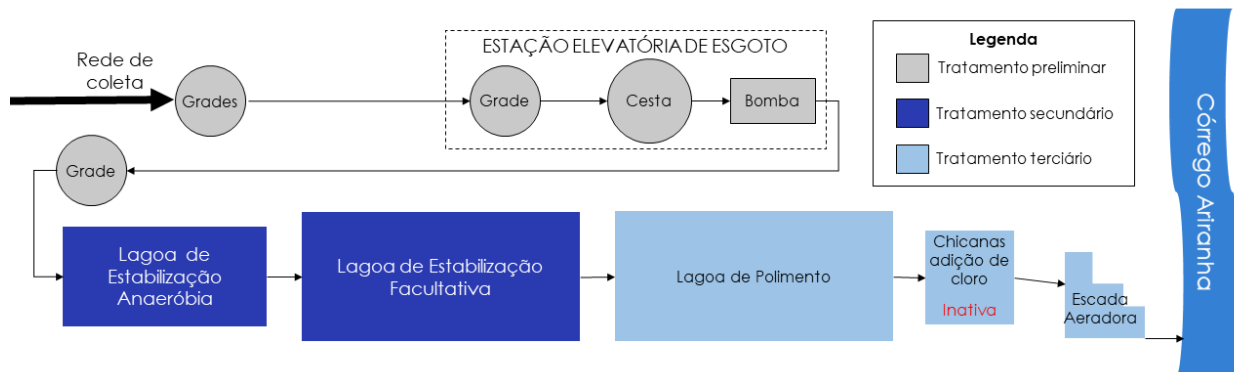 ESTAÇÃO ELEVATÓRIA DE ESGOTO
Rede de
coleta
Grades
Grade
Cesta
Bomba
Legenda
Tratamento preliminar
Tratamento secundário
Tratamento terciário
Grade
Lagoa de
Estabilização
Anaeróbia
Lagoa de Estabilização
Facultativa
Lagoa de Polimento
Chicanas
adição de
cloro
Inativa
Escada
Aeradora
Córrego Ariranha